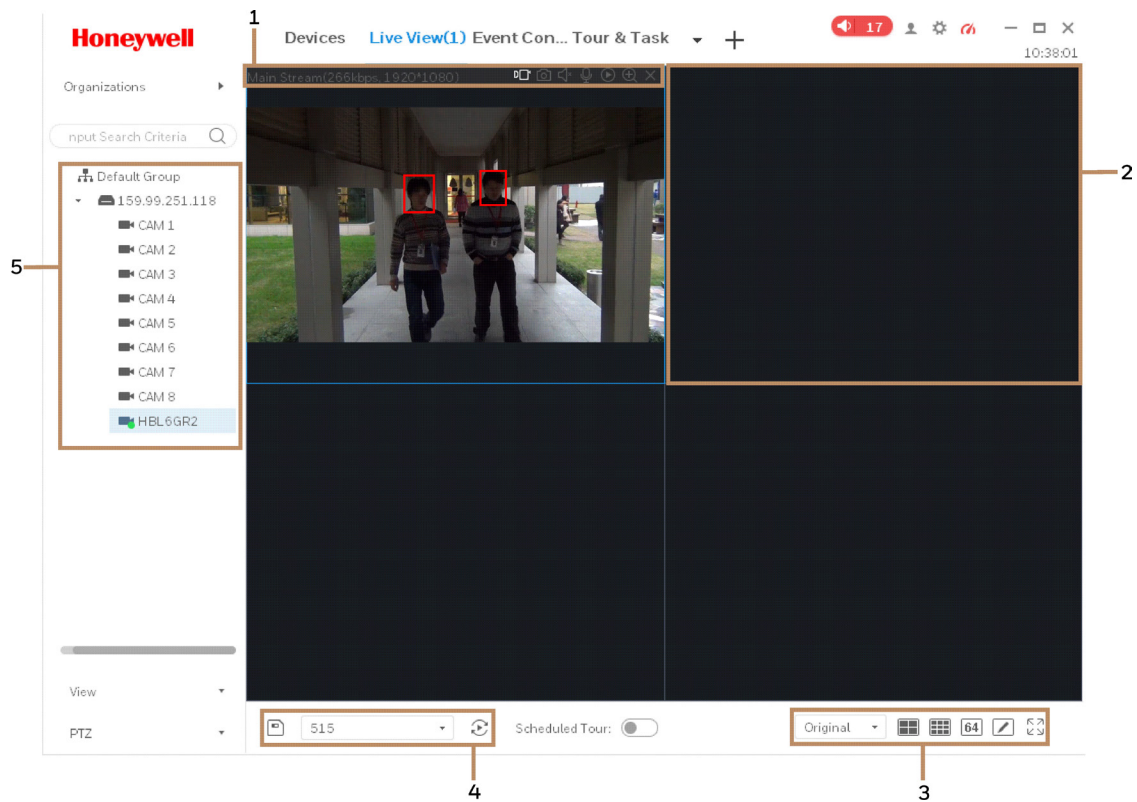 1
Honeywell
Devices Live View(1) Event Con... Tour & Task
17
10:38:01
Organizations
Main Stream(266kbps, 1920*1080)
nput Search Criteria
2
Default Group
159.99.251.118
CAM 1
CAM 2
5
CAM 3
CAM 4
CAM 5
CAM 6
CAM 7
CAM 8
HBL6GR2
View
515
Scheduled Tour:
Original
64
PTZ
4
3